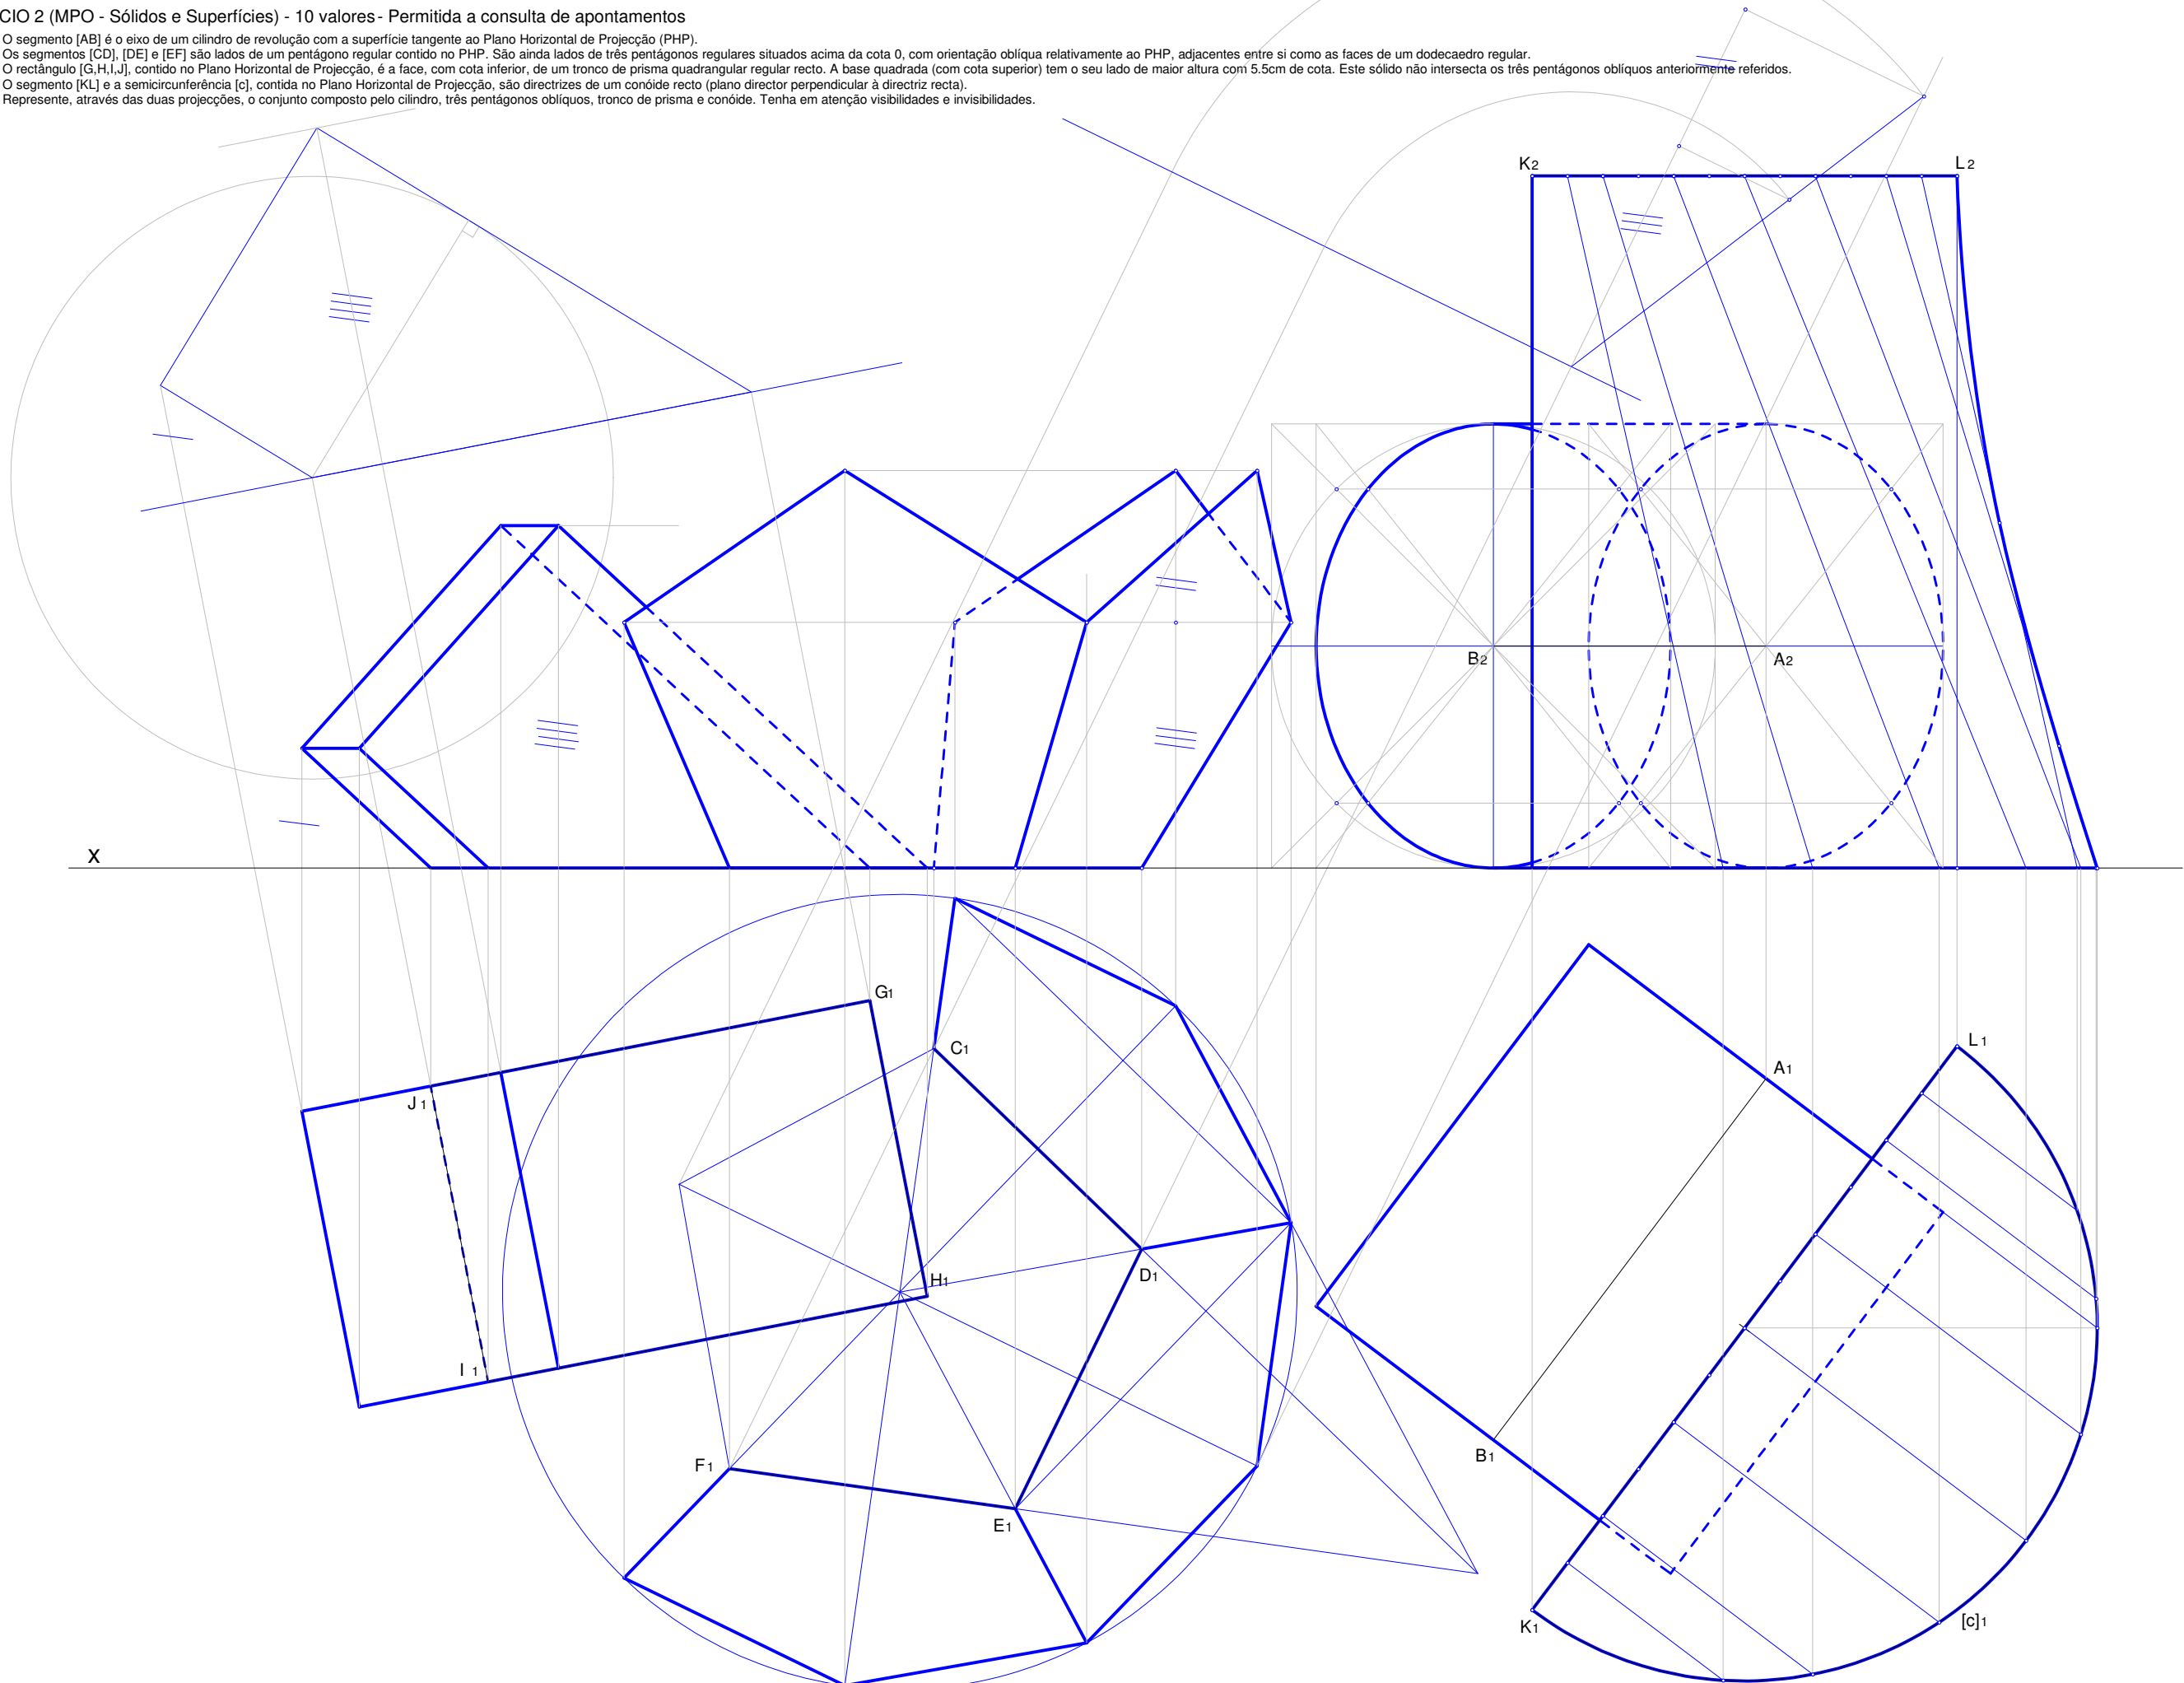 CIO 2 (MPO - Sólidos e Superfícies) - 10 valores - Permitida a consulta de apontamentos
O segmento [AB] é o eixo de um cilindro de revolução com a superfície tangente ao Plano Horizontal de Projecção (PHP).
Os segmentos [CD], [DE] e [EF] são lados de um pentágono regular contido no PHP. São ainda lados de três pentágonos regulares situados acima da cota 0, com orientação oblíqua relativamente ao PHP, adjacentes entre si como as faces de um dodecaedro regular.
O rectângulo [G,H,I,J], contido no Plano Horizontal de Projecção, é a face, com cota inferior, de um tronco de prisma quadrangular regular recto. A base quadrada (com cota superior) tem o seu lado de maior altura com 5.5cm de cota. Este sólido não intersecta os três pentágonos oblíquos anteriormente referidos.
O segmento [KL] e a semicircunferência [c], contida no Plano Horizontal de Projecção, são directrizes de um conóide recto (plano director perpendicular à directriz recta).
Represente, através das duas projecções, o conjunto composto pelo cilindro, três pentágonos oblíquos, tronco de prisma e conóide. Tenha em atenção visibilidades e invisibilidades.
K2
L2
B2
A2
X
G1
C1
L1
A1
J1
H1
D1
I1
B1
F1
E1
K1
[c]1